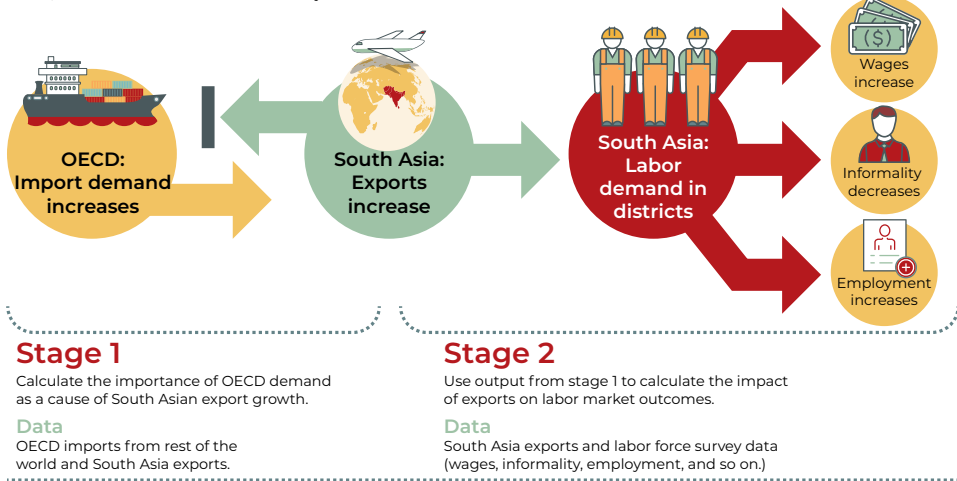 OECD:
Import demand
increases
South Asia:
Exports
increase
South Asia:
Labor
demand in
districts
($)
Wages
increase
Informality
decreases
Employment
increases
Stage 1
Calculate the importance of OECD demand
as a cause of South Asian export growth.
Data
OECD imports from rest of the
world and South Asia exports.
Stage 2
Use output from stage 1 to calculate the impact
of exports on labor market outcomes.
Data
South Asia exports and labor force survey data
(wages, informality, employment, and so on.)